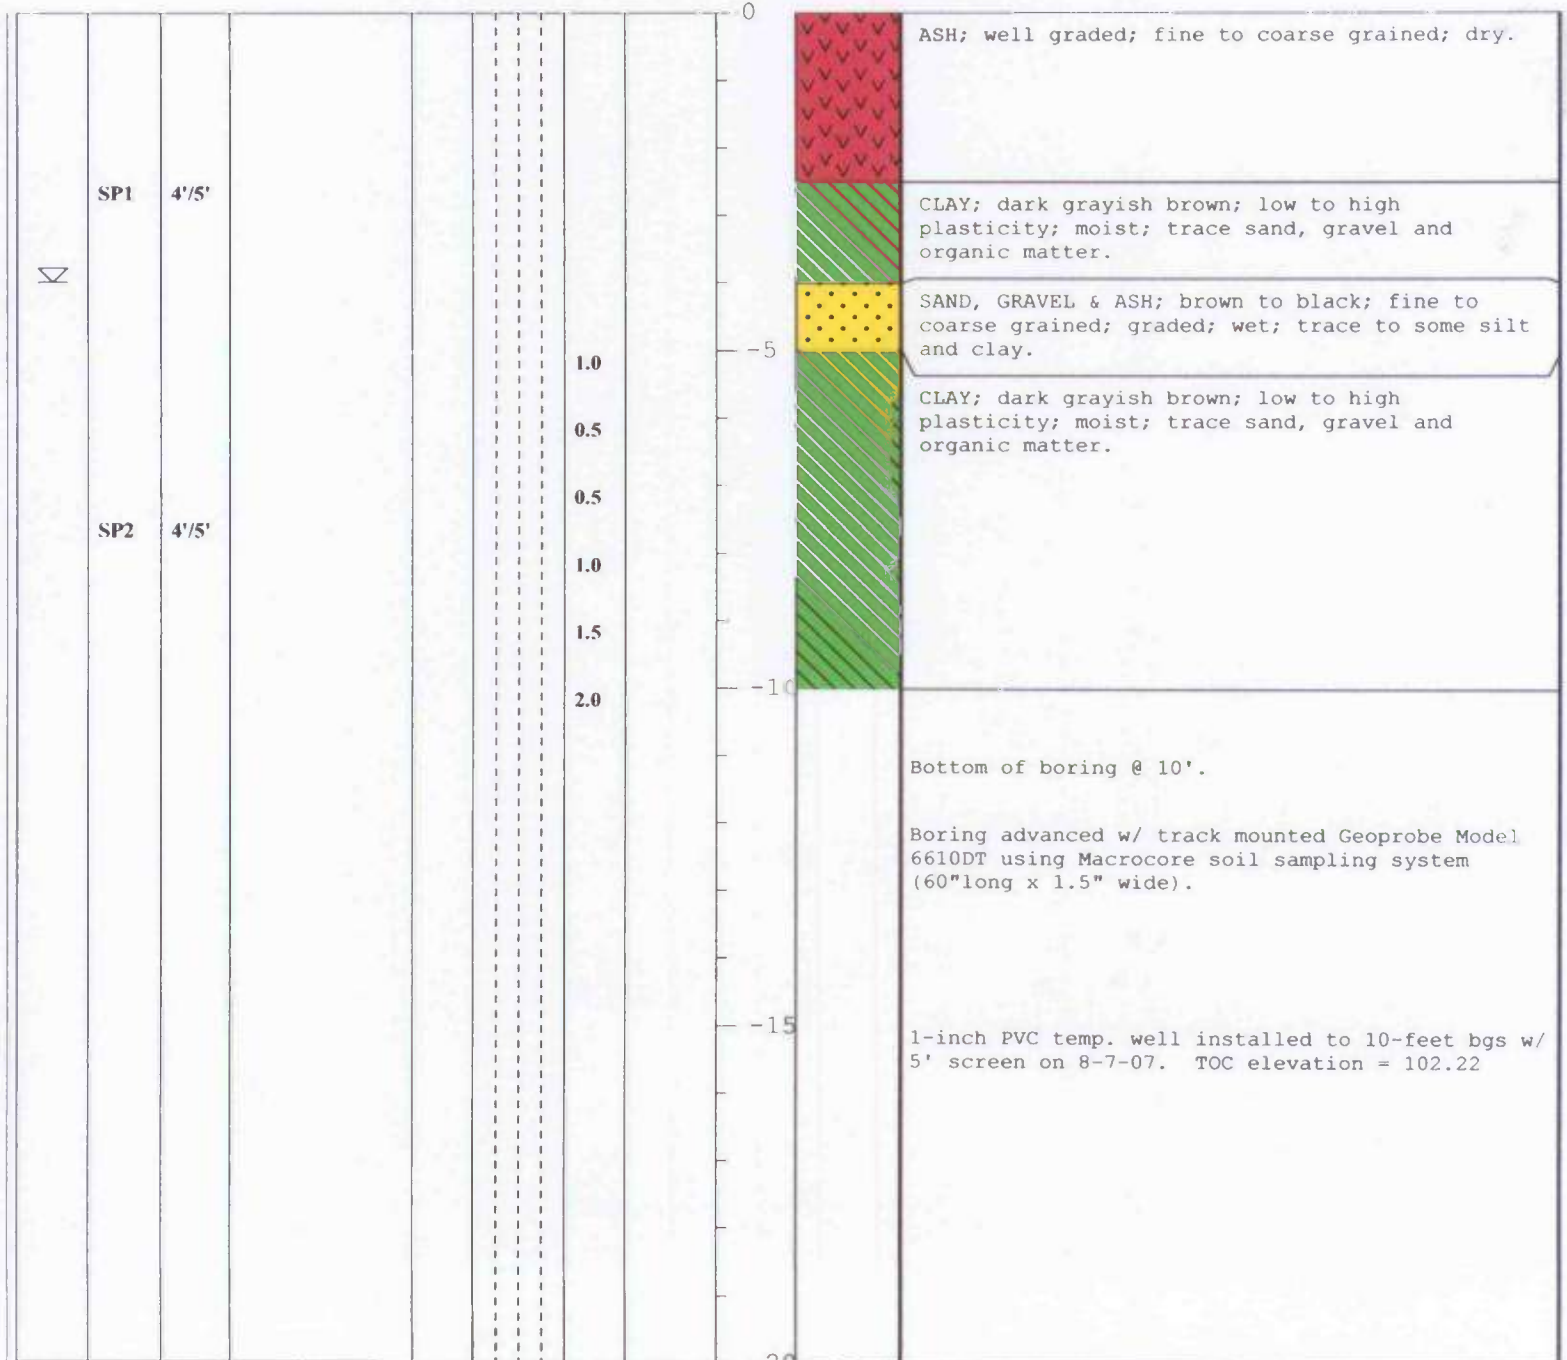 0
ASH; well graded; fine to coarse grained; dry.
SP1 4'/5'
CLAY; dark grayish brown; low to high
plasticity; moist; trace sand, gravel and
organic matter.
SAND, GRAVEL & ASH; brown to black; fine to
coarse grained; graded; wet; trace to some silt
and clay.
-5
1.0
CLAY; dark grayish brown; low to high
plasticity; moist; trace sand, gravel and
organic matter.
0.5
0.5
SP2 4'/5'
1.0
1.5
-10
2.0
Bottom of boring @ 10'.
Boring advanced w/ track mounted Geoprobe Model
6610DT using Macrocore soil sampling system
(60"long x 1.5" wide).
-15
1-inch PVC temp. well installed to 10-feet bgs w/
5' screen on 8-7-07. TOC elevation = 102.22